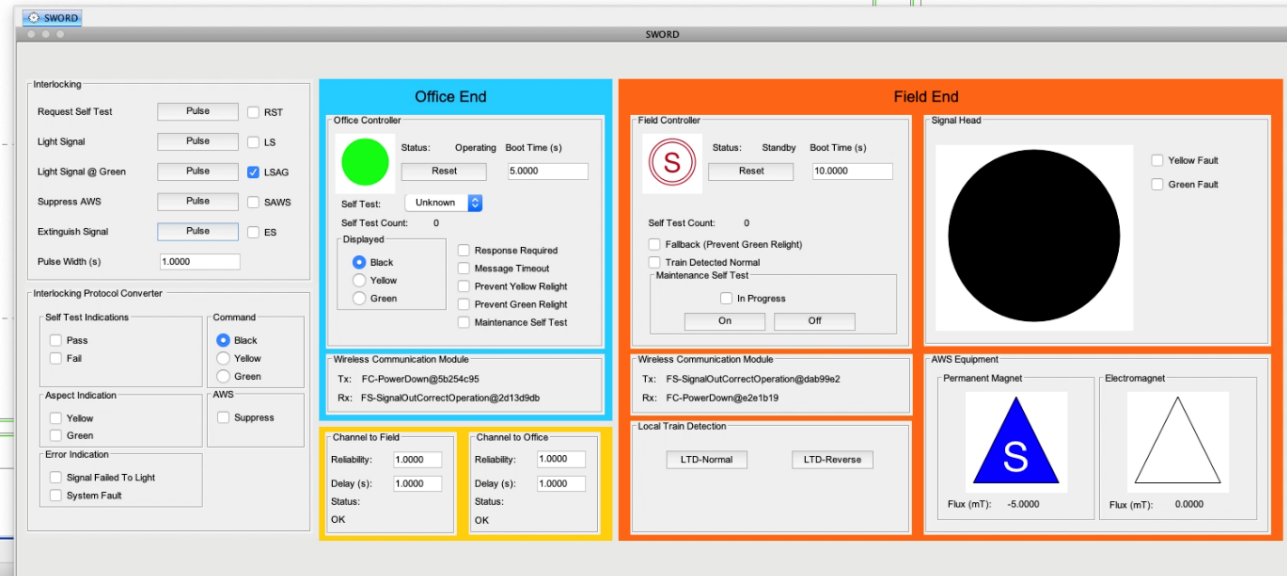 SWORD
SWORD
Interlocking
Request Self Test Pulse RST
Light Signal Pulse LS
Light Signal @ Green Pulse LSAG
Suppress AWS Pulse SAWS
Extinguish Signal Pulse ES
Pulse Width (s) 1.0000
Interlocking Protocol Converter
Self Test Indications
Pass
Fail
Command
Black
Yellow
Green
Aspect Indication
Yellow
Green
AWS
Suppress
Error Indication
Signal Failed To Light
System Fault
Office End
Office Controller
Status: Operating Boot Time (s)
Reset 5.0000
Self Test: Unknown
Self Test Count: 0
Displayed
Black
Yellow
Green
Response Required
Message Timeout
Prevent Yellow Relight
Prevent Green Relight
Maintenance Self Test
Wireless Communication Module
Tx: FC-PowerDown@5b254c95
Rx: FS-SignalOutCorrectOperation@2d13d9db
Channel to Field
Reliability: 1.0000
Delay (s): 1.0000
Status:
OK
Channel to Office
Reliability: 1.0000
Delay (s): 1.0000
Status:
OK
Field End
Field Controller
S
Status: Standby Boot Time (s)
Reset 10.0000
Self Test Count: 0
Fallback (Prevent Green Relight)
Train Detected Normal
Maintenance Self Test
In Progress
On Off
Wireless Communication Module
Tx: FS-SignalOutCorrectOperation@dab99e2
Rx: FC-PowerDown@e2e1b19
Local Train Detection
LTD-Normal LTD-Reverse
Signal Head
Yellow Fault
Green Fault
AWS Equipment
Permanent Magnet
S
Flux (mT): -5.0000
Electromagnet
Flux (mT): 0.0000